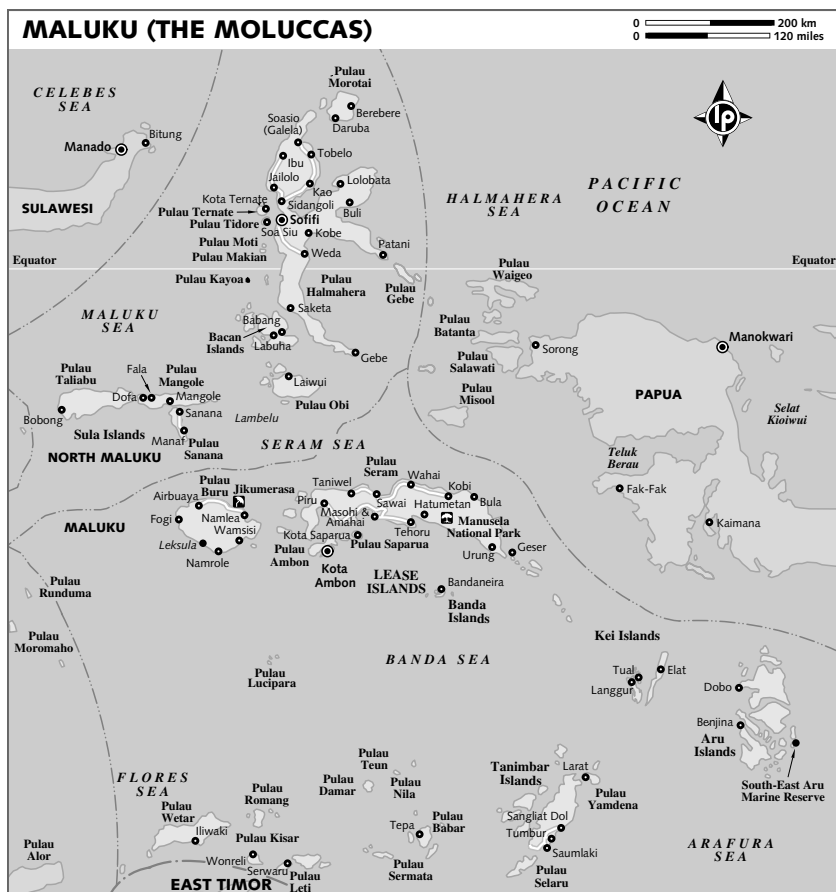 MALUKU (THE MOLUCCAS)
0 200 km
0 120 miles
lp
CELEBES
SEA
Pulau
Morotai
Berebere
Daruba
Soasio
(Galela)
Bitung
Manado
Ibu
Tobelo
Jailolo
Kao
Lolobata
SULAWESI
Kota Ternate
Sidangoli
Buli
Pulau Ternate
Sofifi
Pulau Tidore
Soa Siu
Kobe
Pulau Moti
Pulau Makian
Weda
Patani
HALMAHERA
SEA
PACIFIC
OCEAN
Equator
Equator
Pulau Kayoa
Pulau
Halmahera
Pulau
Gebe
Pulau
Waigeo
MALUKU
SEA
Saketa
Babang
Bacan
Islands
Labuha
Gebe
Pulau
Batanta
Sorong
Manokwari
Pulau
Salawati
Pulau
Taliabu
Fala
Pulau
Mangole
Dofa
Mangole
Laiwui
Pulau Obi
Pulau
Misool
PAPUA
Bobong
Sanana
Lambelu
Selat
Kioiwui
Sula Islands
Manaf
Pulau
Sanana
NORTH MALUKU
SERAM SEA
Teluk
Berau
Pulau
Seram
Wahai
Taniwel
Kobi
Fak-Fak
Pulau
Buru
Jikumerasa
Airbuaya
Piru
Sawai
Hatumetan
Bula
MALUKU
Fogi
Namlea
Masohi &
Amahai
Manusela
National Park
Kaimana
Wamsisi
Kota Saparua
Tehoru
Pulau Saparua
Leksula
Urung
Geser
Namrole
Pulau
Ambon
Kota
Ambon
LEASE
ISLANDS
Bandaneira
Banda
Islands
Pulau
Runduma
Pulau
Moromaho
Kei Islands
BANDA SEA
Pulau
Lucipara
Tual
Elat
Langgur
Dobo
Benjina
Aru
Islands
South-East Aru
Marine Reserve
FLORES
SEA
Pulau
Teun
Pulau
Damar
Pulau
Nila
Tanimbar
Islands
Larat
Pulau
Yamdena
Pulau
Romang
Pulau
Wetar
Iliwaki
Pulau Kisar
Tepa
Pulau
Babar
Sangliat Dol
Tumbur
Saumlaki
ARAFURA
SEA
Pulau
Alor
Wonreli
Serwaru
Pulau
Leti
Pulau
Sermata
Pulau
Selaru
EAST TIMOR